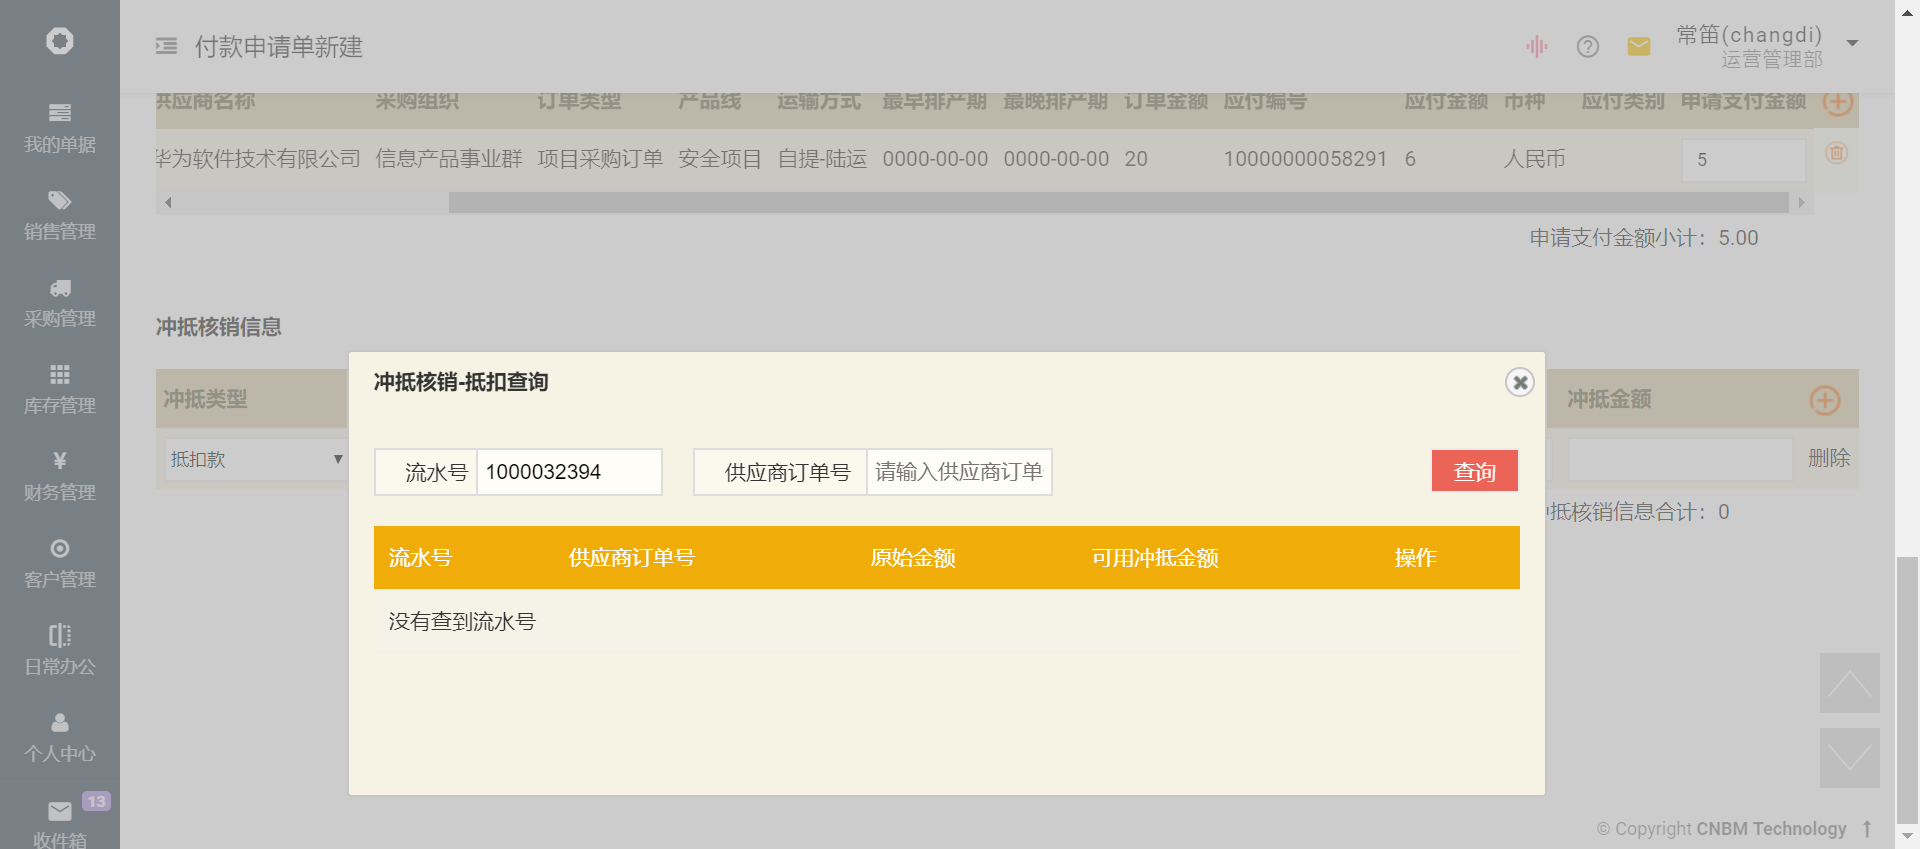 付款申请单新建
常笛(changdi)
运营管理部
我的单据
销售管理
采购管理
库存管理
¥
财务管理
客户管理
日常办公
个人中心
13
收件箱
供应商名称 采购组织 订单类型 产品线 运输方式 最早排产期 最晚排产期 订单金额 应付编号 应付金额 币种 应付类别 申请支付金额
华为软件技术有限公司 信息产品事业群 项目采购订单 安全项目 自提-陆运 0000-00-00 0000-00-00 20 10000000058291 6 人民币 5
申请支付金额小计：5.00
冲抵核销信息
冲抵类型 冲抵金额
抵扣款 删除
冲抵核销信息合计：0
冲抵核销-抵扣查询
流水号 1000032394 供应商订单号 请输入供应商订单 查询
流水号 供应商订单号 原始金额 可用冲抵金额 操作
没有查到流水号
© Copyright CNBM Technology